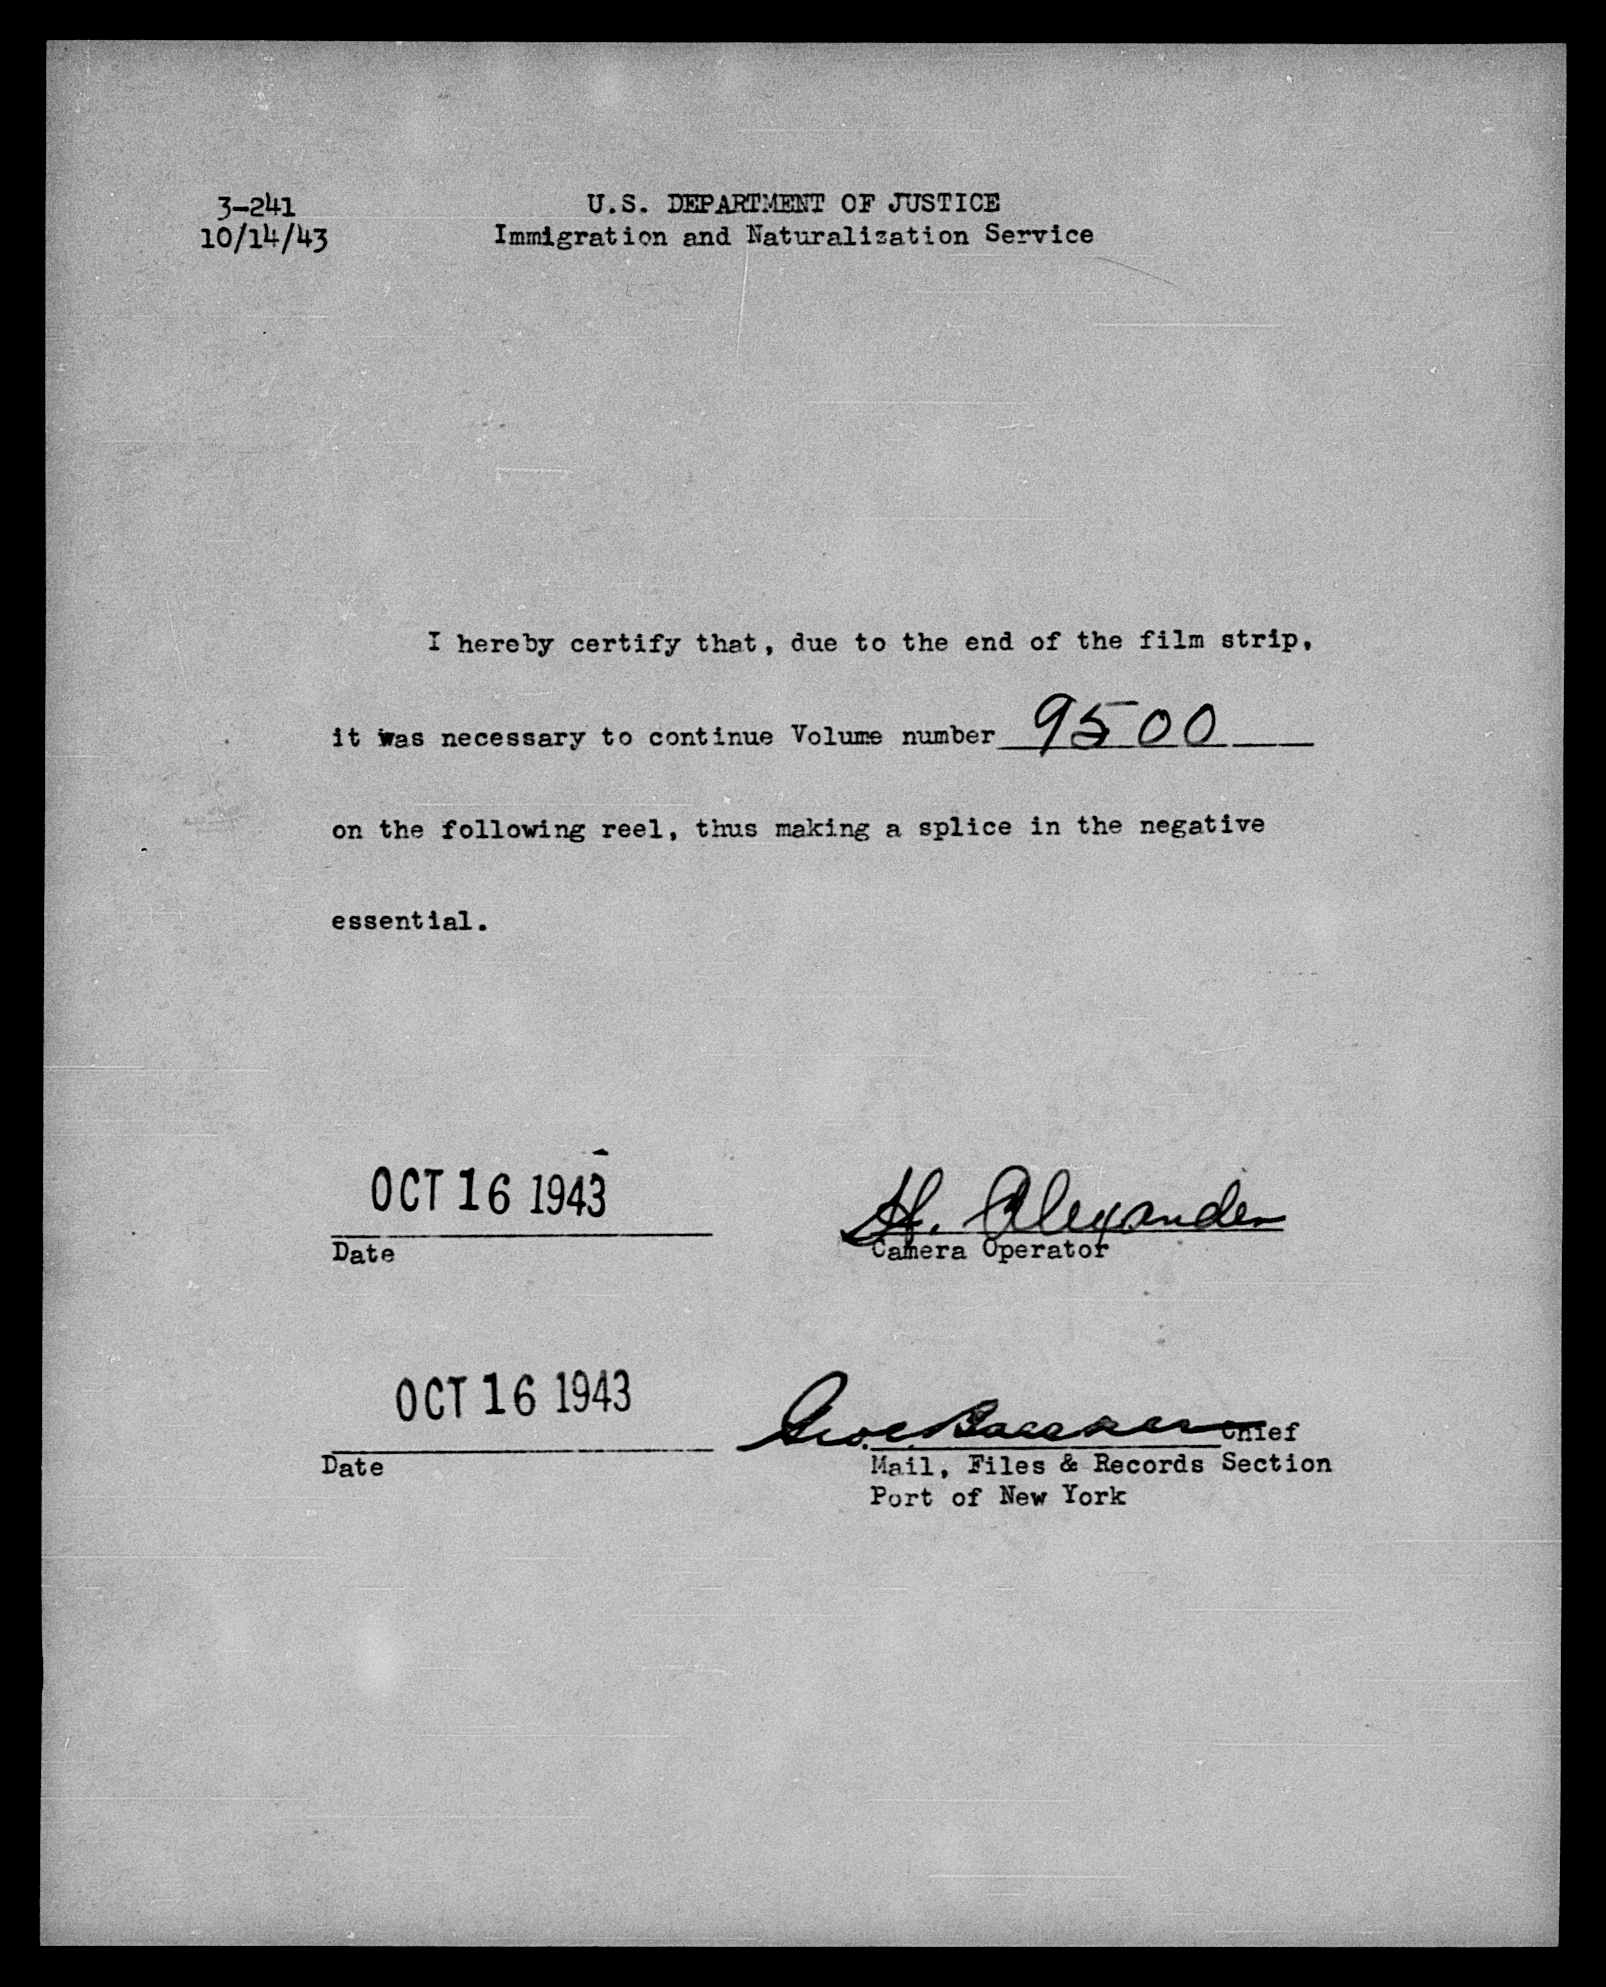 3-241
U.S. DEPARTMENT OF JUSTICE
10/14/43
Immigration and Naturalization Service
I hereby certify that, due to the end of the film strip,
it was necessary to continue Volume number 9500
on the following reel, thus making a splice in the negative
essential.
OCT 16 1943
H. Alexander
Date
Camera Operator
OCT 16 1943
Geo. Chief
Date
Mail, Files & Records Section
Port of New York